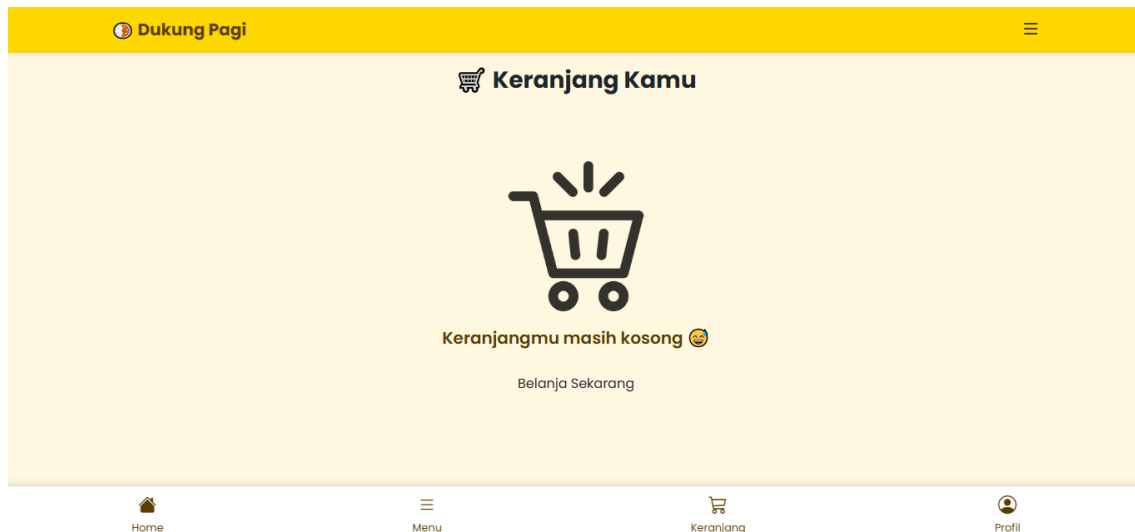 Dukung Pagi
Keranjang Kamu
Keranjangmu masih kosong 😅
Belanja Sekarang
Home
Menu
Keranjang
Profil